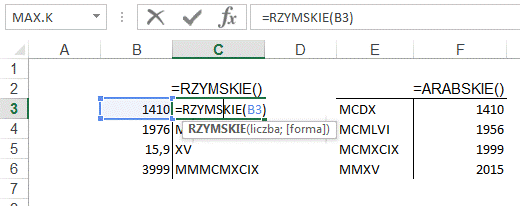 MAX.K =RZYMSKIE(B3)
A B C D E F
1
2 =RZYMSKIE() =ARABSKIE()
3 1410 =RZYMSKIE(B3) MCDX 1410
4 1976 M RZYMSKIE(liczba; [forma]) MCMLVI 1956
5 15,9 XV MCMXCIX 1999
6 3999 MMMCMXCIX MMXV 2015